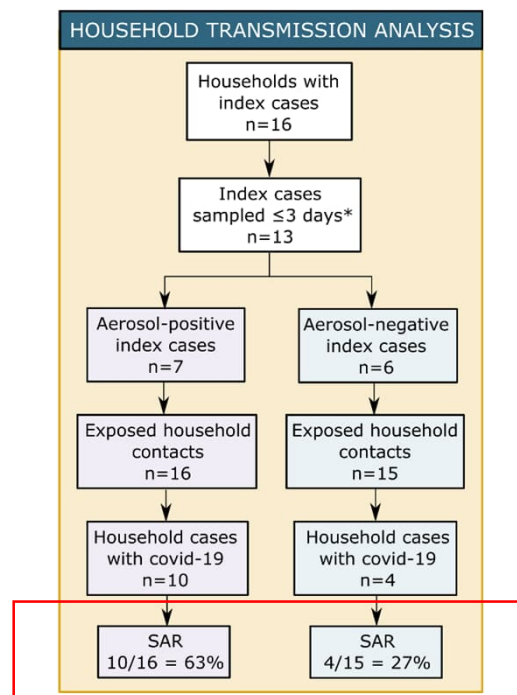 HOUSEHOLD TRANSMISSION ANALYSIS
Households with
index cases
n=16
Index cases
sampled ≤3 days*
n=13
Aerosol-positive
index cases
n=7
Aerosol-negative
index cases
n=6
Exposed household
contacts
n=16
Exposed household
contacts
n=15
Household cases
with covid-19
n=10
Household cases
with covid-19
n=4
SAR
10/16 = 63%
SAR
4/15 = 27%